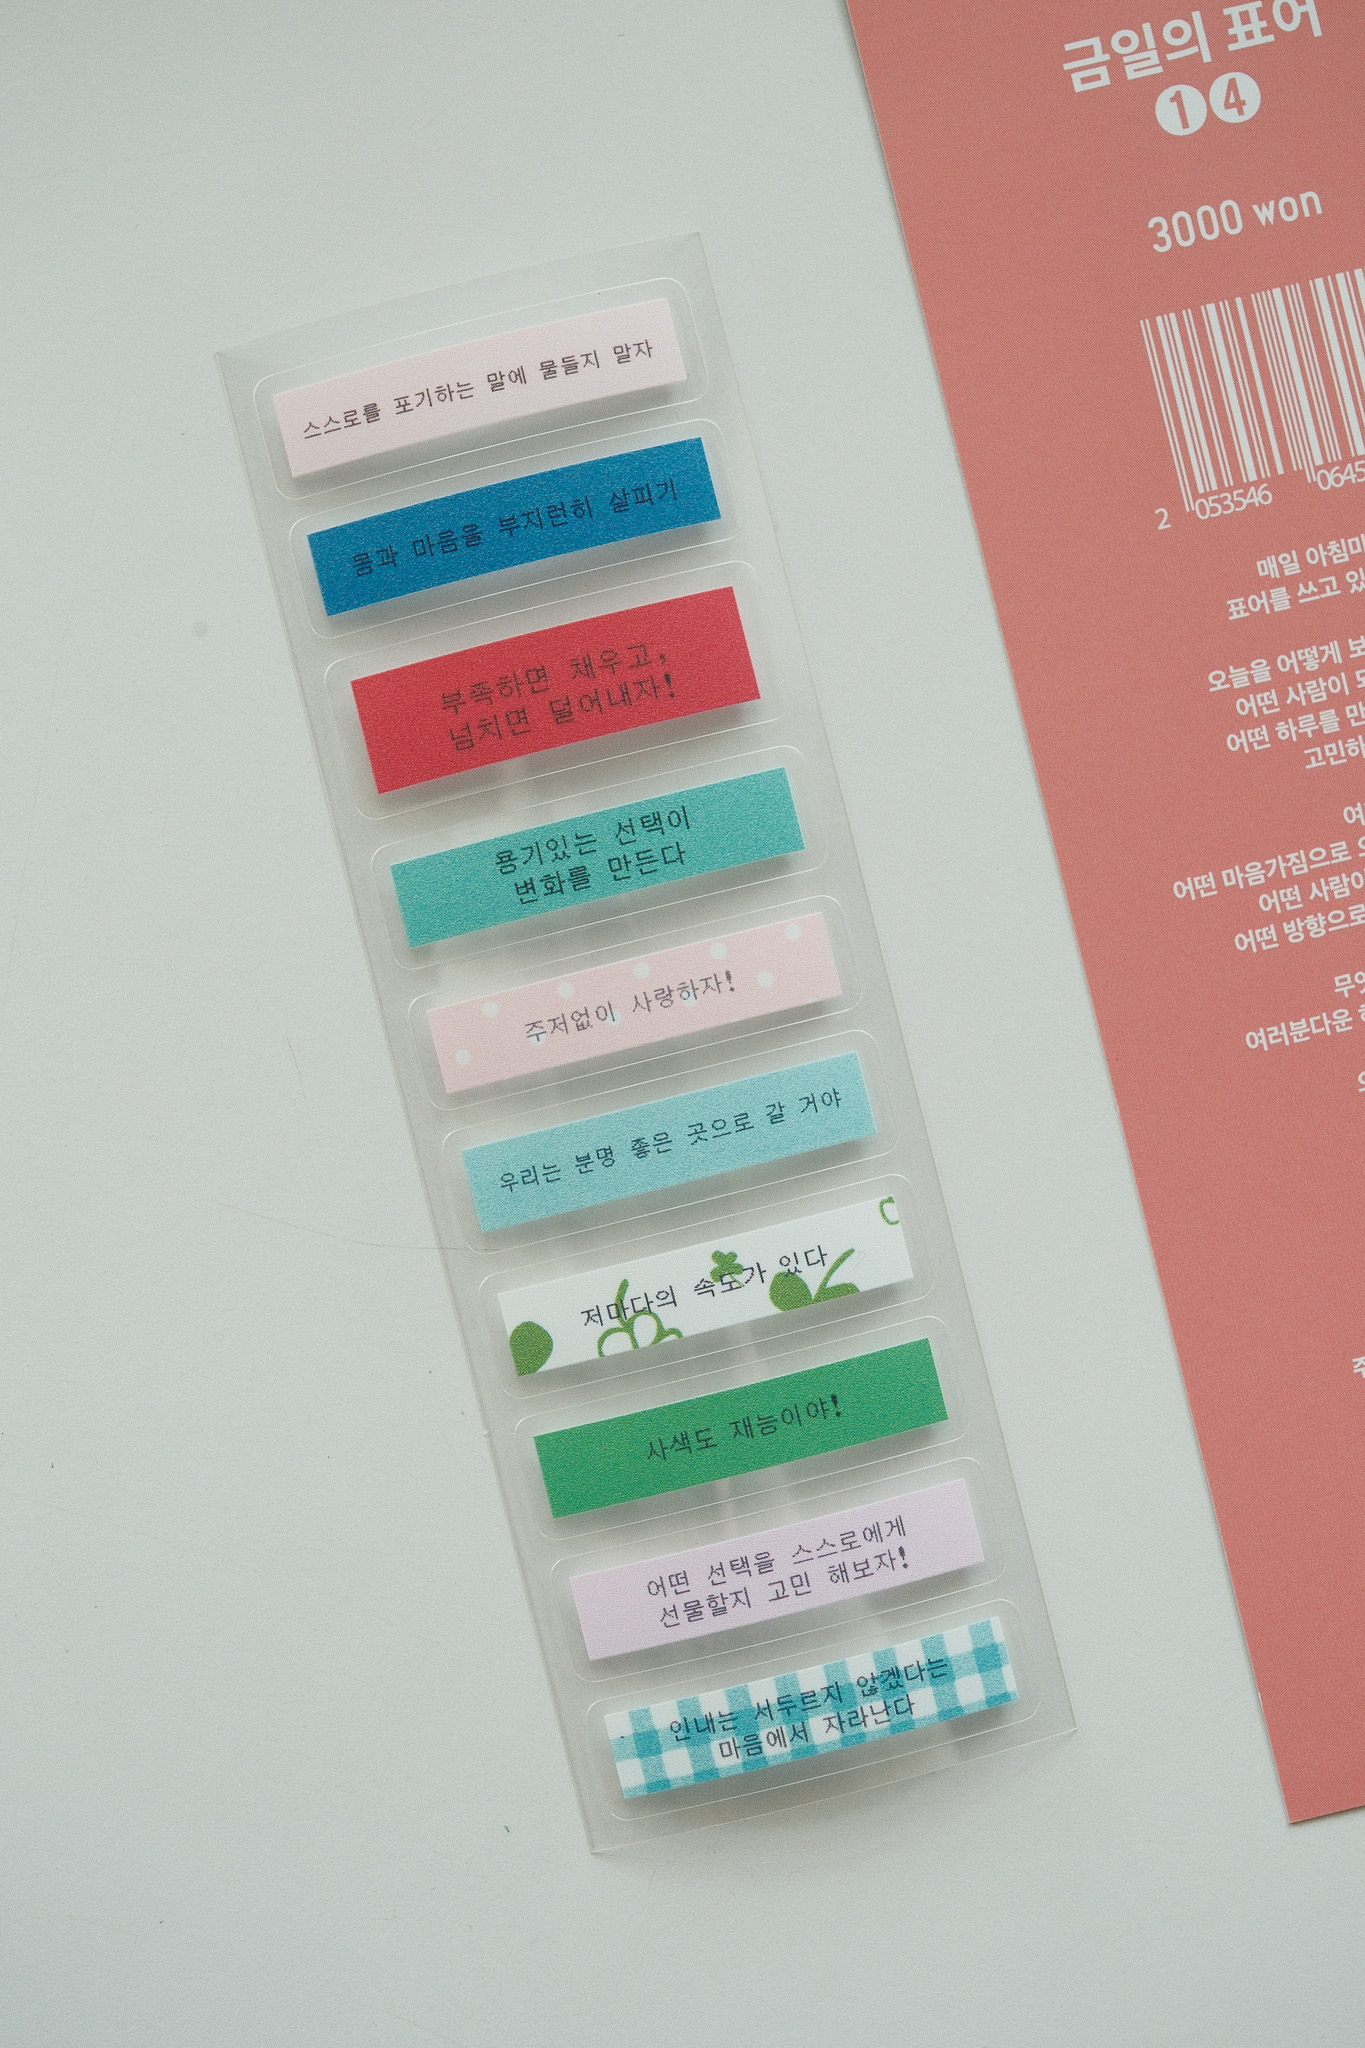 스스로를 포기하는 말에 물들지 말자
몸과 마음을 부지런히 살피기
부족하면 채우고,
넘치면 덜어내자!
용기있는 선택이
변화를 만든다
주저없이 사랑하자!
우리는 분명 좋은 곳으로 갈 거야
저마다의 속도가 있다
사색도 재능이야!
어떤 선택을 스스로에게
선물할지 고민 해보자!
인내는 서두르지 않겠다는
마음에서 자라난다
금일의 표어
14
3000 won
2 053546 0645
매일 아침마
표어를 쓰고 있
오늘을 어떻게 보
어떤 사람이 되
어떤 하루를 만
고민하
여
어떤 마음가짐으로
어떤 사람이
어떤 방향으로
무엇
여러분다운